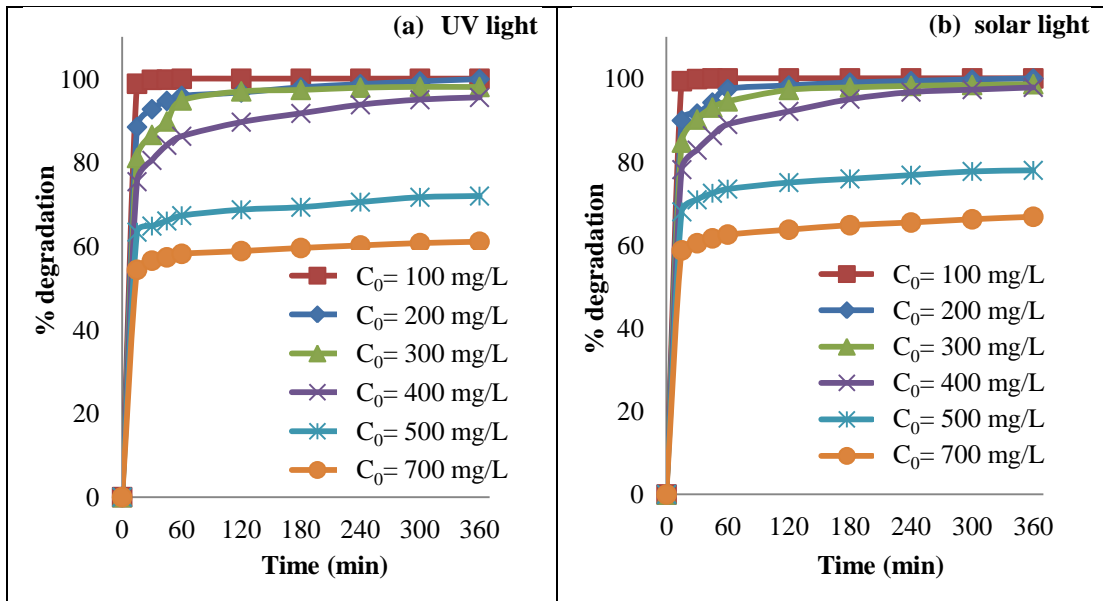 (a) UV light
% degradation
100
80
60
40
20
0
C₀= 100 mg/L
C₀= 200 mg/L
C₀= 300 mg/L
C₀= 400 mg/L
C₀= 500 mg/L
C₀= 700 mg/L
0 60 120 180 240 300 360
Time (min)
(b) solar light
% degradation
100
80
60
40
20
0
C₀= 100 mg/L
C₀= 200 mg/L
C₀= 300 mg/L
C₀= 400 mg/L
C₀= 500 mg/L
C₀= 700 mg/L
0 60 120 180 240 300 360
Time (min)